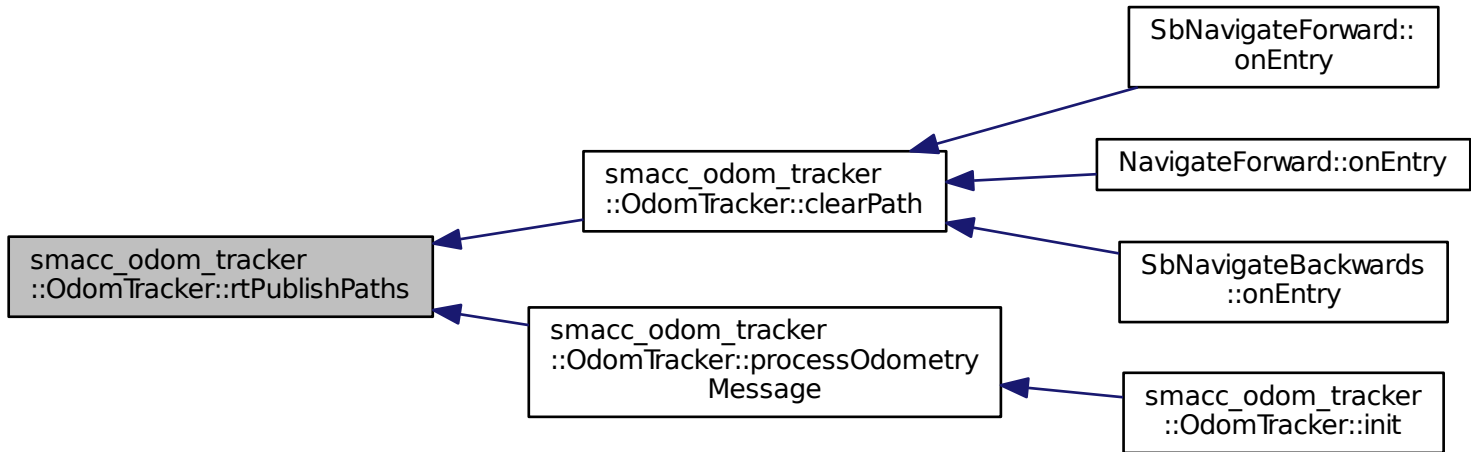 smacc_odom_tracker
::OdomTracker::rtPublishPaths
smacc_odom_tracker
::OdomTracker::clearPath
SbNavigateForward::
onEntry
NavigateForward::onEntry
SbNavigateBackwards
::onEntry
smacc_odom_tracker
::OdomTracker::processOdometry
Message
smacc_odom_tracker
::OdomTracker::init